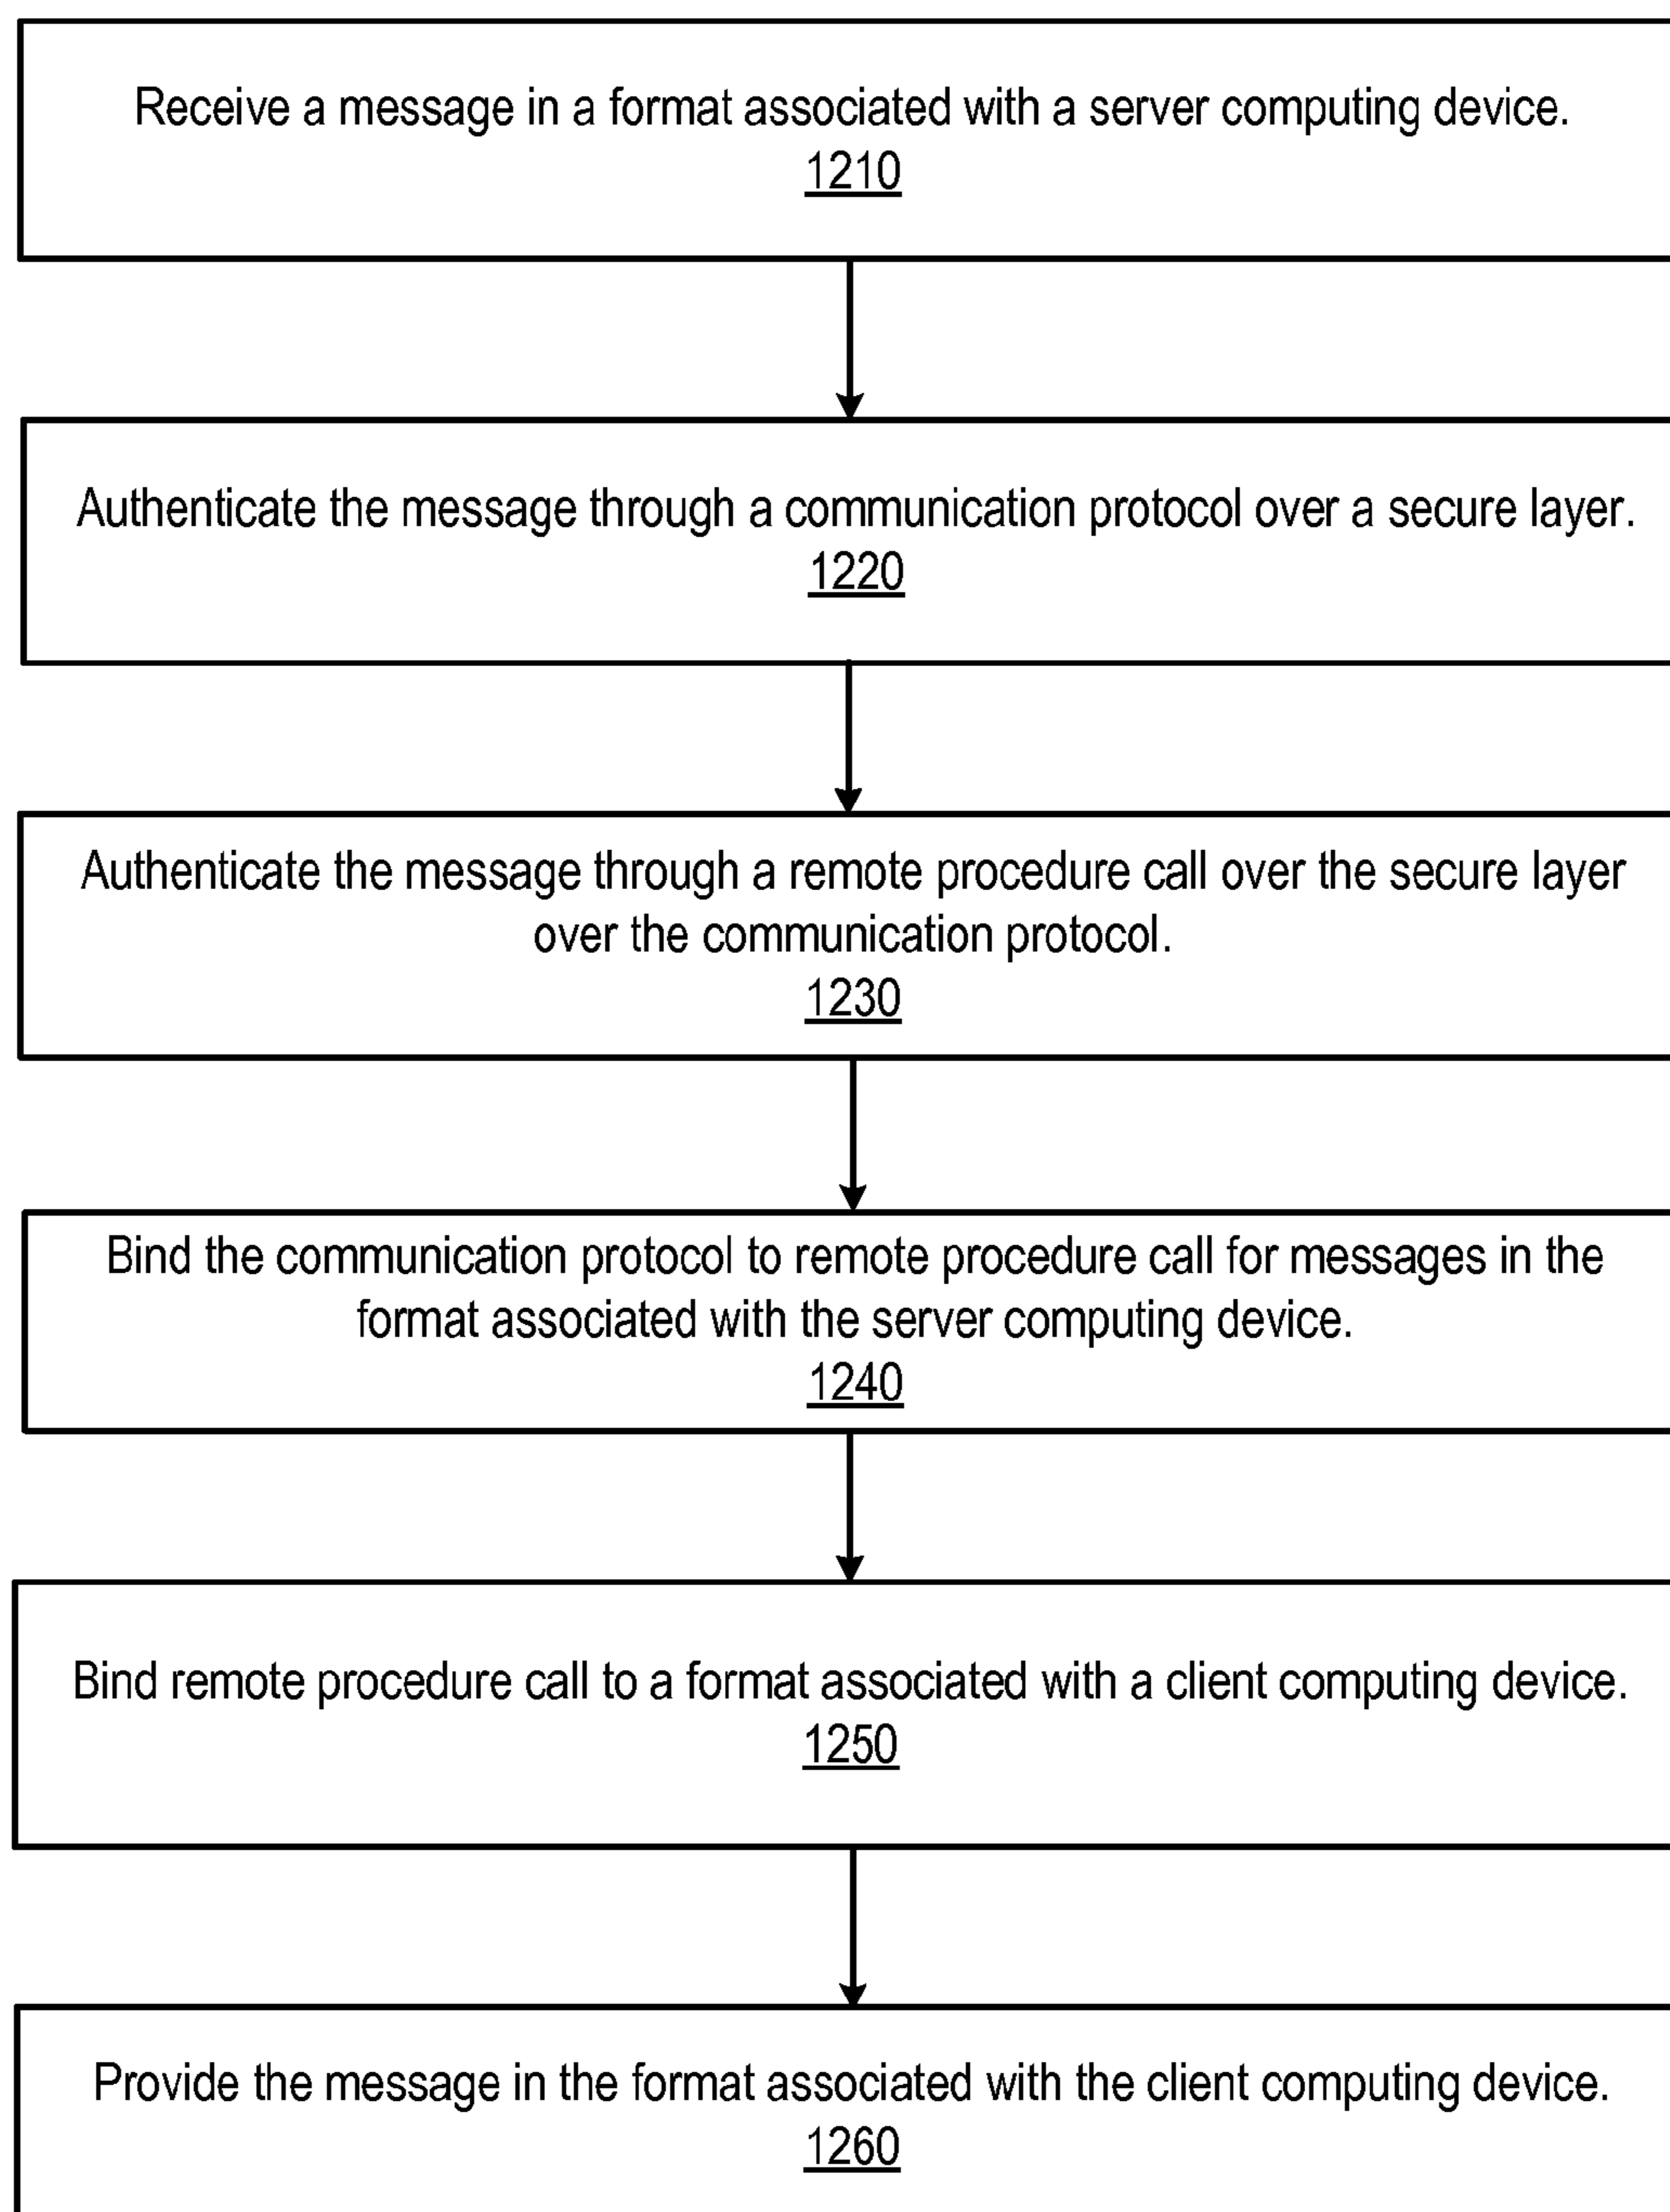 Receive a message in a format associated with a server computing device.
1210
Authenticate the message through a communication protocol over a secure layer.
1220
Authenticate the message through a remote procedure call over the secure layer
over the communication protocol.
1230
Bind the communication protocol to remote procedure call for messages in the
format associated with the server computing device.
1240
Bind remote procedure call to a format associated with a client computing device.
1250
Provide the message in the format associated with the client computing device.
1260